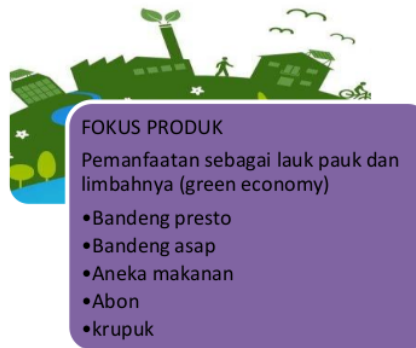 FOKUS PRODUK
Pemanfaatan sebagai lauk pauk dan
limbahnya (green economy)
•Bandeng presto
•Bandeng asap
•Aneka makanan
•Abon
•krupuk